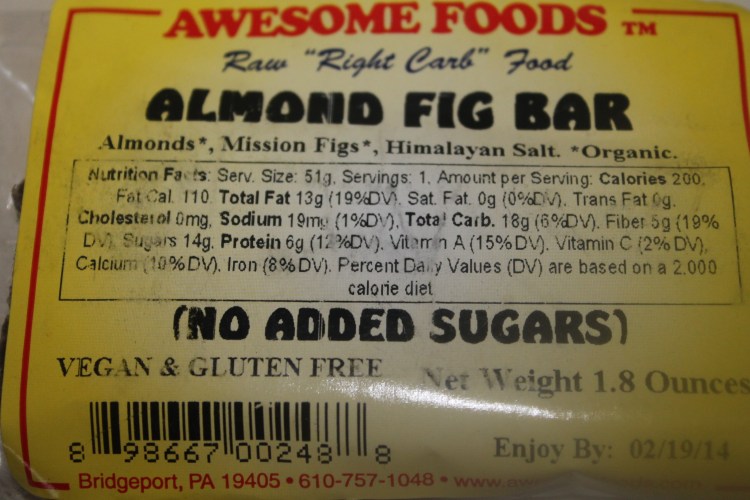 AWESOME FOODS TM
Raw "Right Carb" Food
ALMOND FIG BAR
Almonds*, Mission Figs*, Himalayan Salt. *Organic.
Nutrition Facts: Serv. Size: 51g, Servings: 1, Amount per Serving: Calories 200,
Fat Cal. 110, Total Fat 13g (19%DV), Sat. Fat. 0g (0%DV), Trans Fat 0g,
Cholesterol 0mg, Sodium 19mg (1%DV), Total Carb. 18g (6%DV), Fiber 5g (19%
DV), Sugars 14g, Protein 6g (12%DV), Vitamin A (15% DV), Vitamin C (2% DV),
Calcium (10% DV), Iron (8% DV). Percent Daily Values (DV) are based on a 2,000
calorie diet
(NO ADDED SUGARS)
VEGAN & GLUTEN FREE
Net Weight 1.8 Ounces
8 98667 00248 8
Enjoy By: 02/19/14
Bridgeport, PA 19405 • 610-757-1048 •